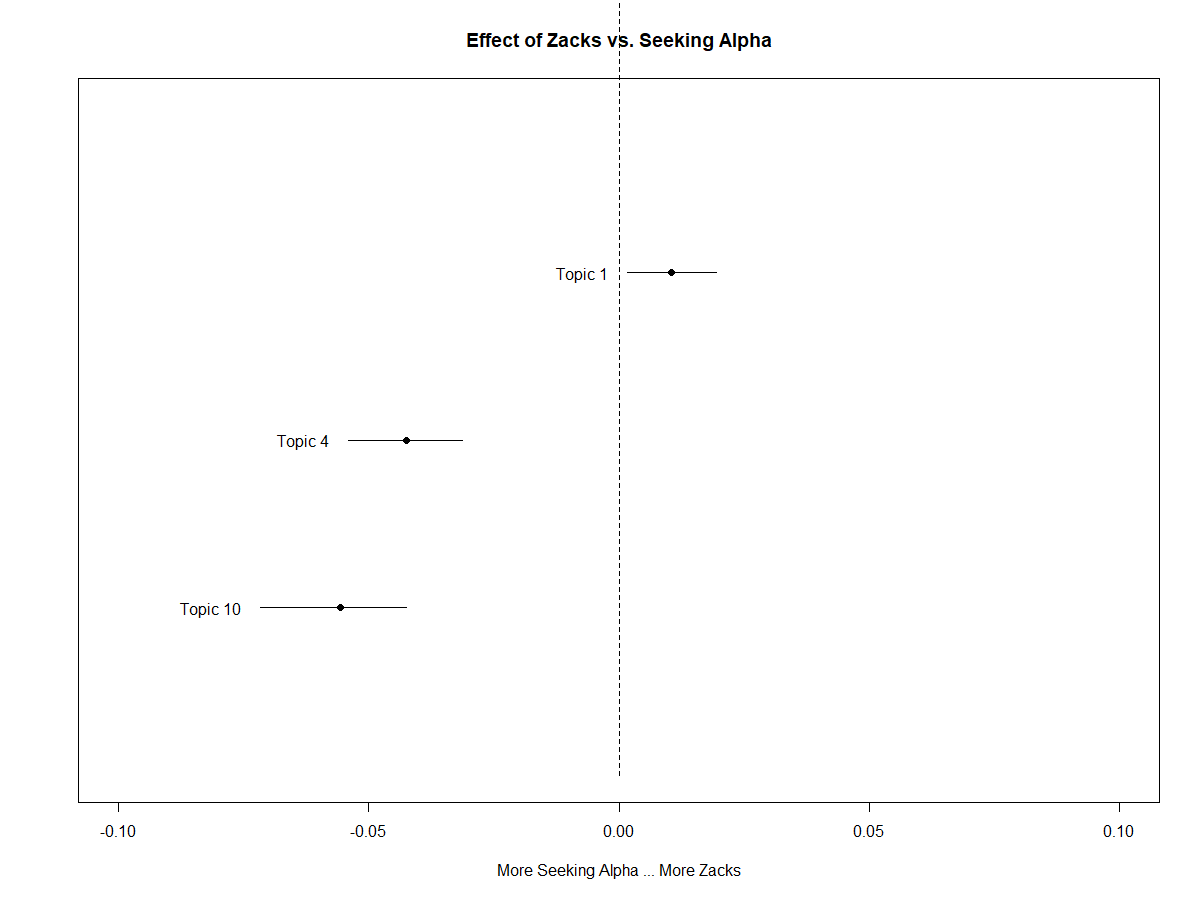 Effect of Zacks vs. Seeking Alpha
Topic 1
Topic 4
Topic 10
-0.10 -0.05 0.00 0.05 0.10
More Seeking Alpha ... More Zacks